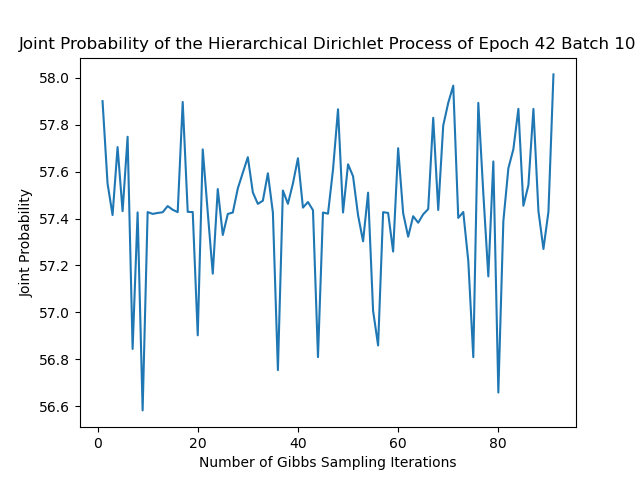 Joint Probability of the Hierarchical Dirichlet Process of Epoch 42 Batch 10
58.0
57.8
57.6
57.4
57.2
57.0
56.8
56.6
Joint Probability
0 20 40 60 80
Number of Gibbs Sampling Iterations